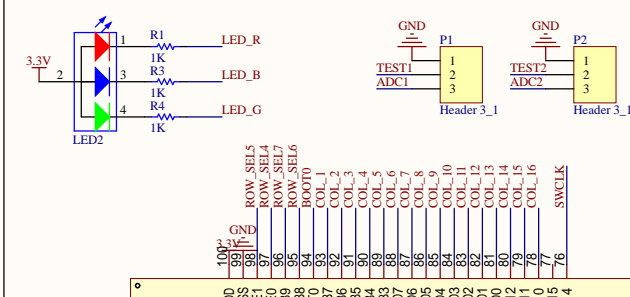 GND
GND
R1
1
LED_R
1K
P1
P2
3.3V
2
R3
3
LED_B
1K
TEST1
1
2
ADC1
3
TEST2
1
2
ADC2
3
R4
4
LED_G
1K
LED2
Header 3_1
Header 3_1
ROW_SEL5
ROW_SEL4
ROW_SEL7
ROW_SEL6
BOOT0
COL_1
COL_2
COL_3
COL_4
COL_5
COL_6
COL_7
COL_8
COL_9
COL_10
COL_11
COL_12
COL_13
COL_14
COL_15
COL_16
SWCLK
GND
3.3V
100
99
98
97
96
95
94
93
92
91
90
89
88
87
86
85
84
83
82
81
80
79
78
77
76